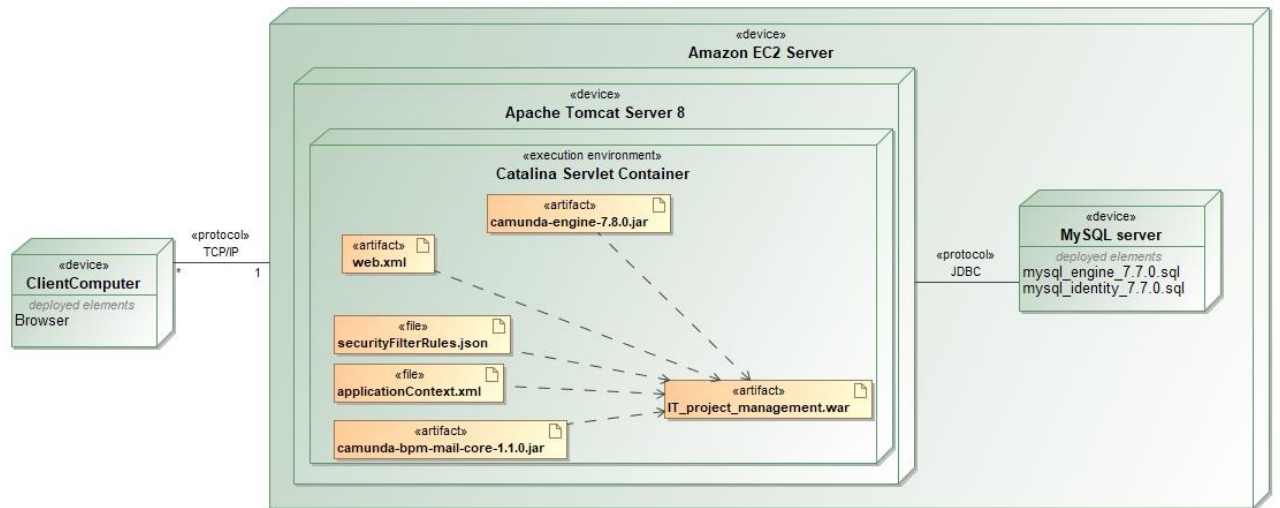 «device»
Amazon EC2 Server
«device»
Apache Tomcat Server 8
«execution environment»
Catalina Servlet Container
«artifact»
camunda-engine-7.8.0.jar
«artifact»
web.xml
«file»
securityFilterRules.json
«file»
applicationContext.xml
«artifact»
camunda-bpm-mail-core-1.1.0.jar
«artifact»
IT_project_management.war
«protocol»
TCP/IP
*
1
«device»
ClientComputer
deployed elements
Browser
«protocol»
JDBC
«device»
MySQL server
deployed elements
mysql_engine_7.7.0.sql
mysql_identity_7.7.0.sql